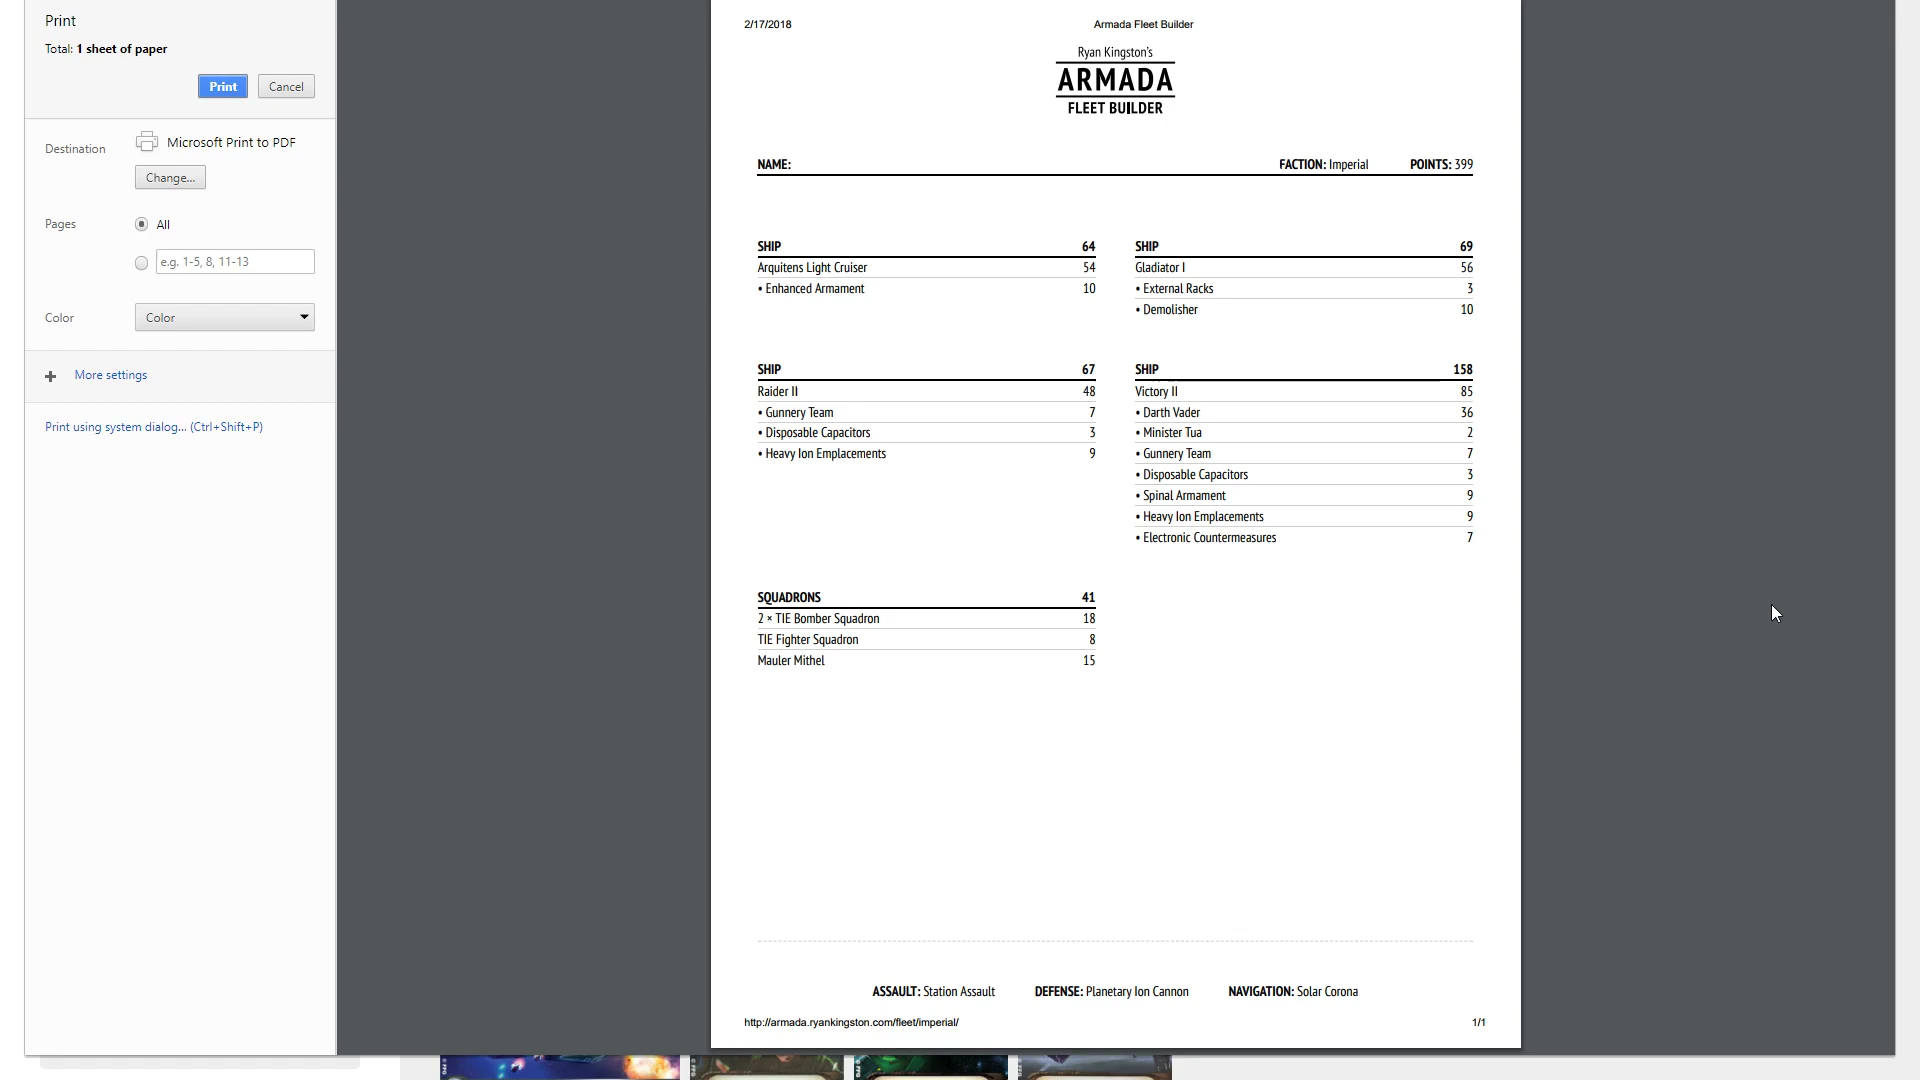 Print
Total: 1 sheet of paper
Print Cancel
Destination Microsoft Print to PDF
Change...
Pages All
e.g. 1-5, 8, 11-13
Color Color
More settings
Print using system dialog... (Ctrl+Shift+P)
2/17/2018 Armada Fleet Builder
Ryan Kingston's
ARMADA
FLEET BUILDER
NAME: FACTION: Imperial POINTS: 399
SHIP 64
Arquitens Light Cruiser 54
• Enhanced Armament 10
SHIP 69
Gladiator I 56
• External Racks 3
• Demolisher 10
SHIP 67
Raider II 48
• Gunnery Team 7
• Disposable Capacitors 3
• Heavy Ion Emplacements 9
SHIP 158
Victory II 85
• Darth Vader 36
• Minister Tua 2
• Gunnery Team 7
• Disposable Capacitors 3
• Spinal Armament 9
• Heavy Ion Emplacements 9
• Electronic Countermeasures 7
SQUADRONS 41
2 × TIE Bomber Squadron 18
TIE Fighter Squadron 8
Mauler Mithel 15
ASSAULT: Station Assault DEFENSE: Planetary Ion Cannon NAVIGATION: Solar Corona
http://armada.ryankingston.com/fleet/imperial/ 1/1